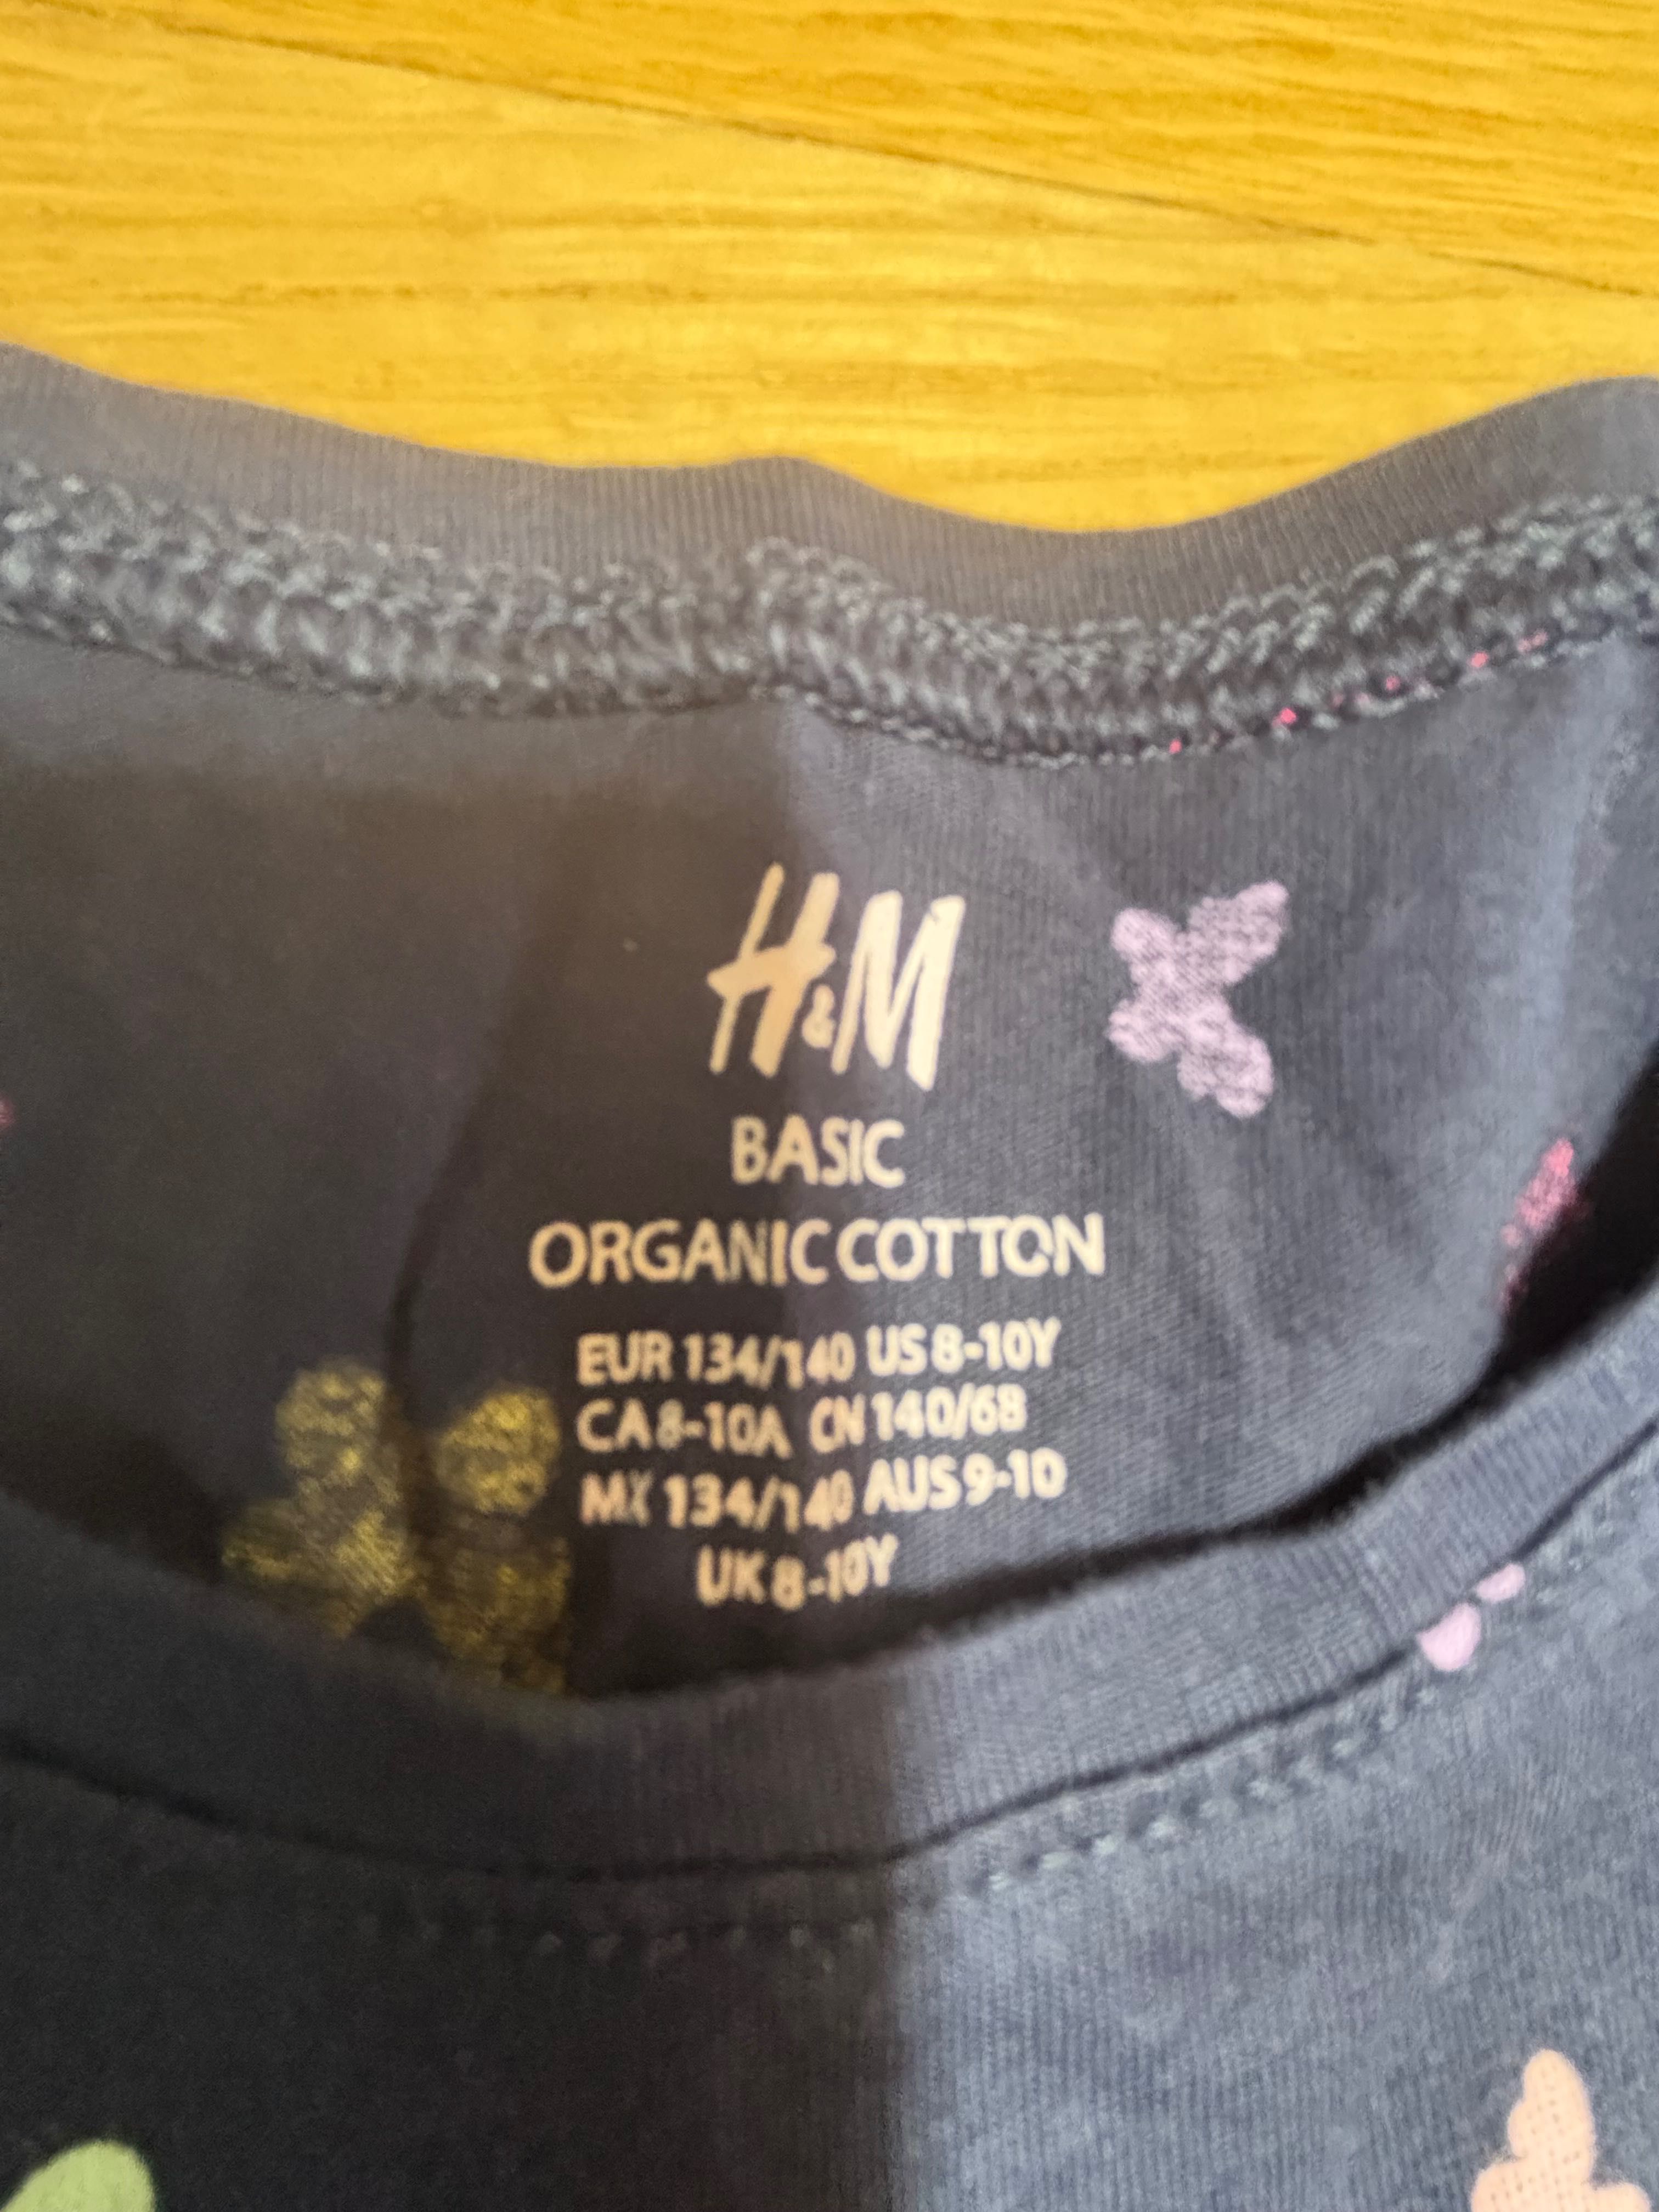 H&M
BASIC
ORGANIC COTTON
EUR 134/140 US 8-10Y
CA 8-10A CN 140/68
MX 134/140 AUS 9-10
UK 8-10Y